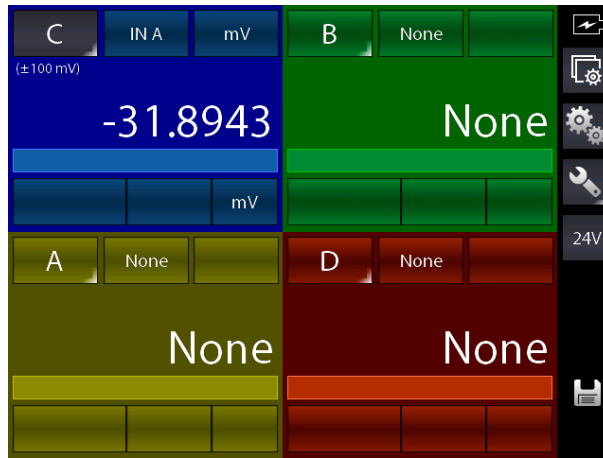 C IN A mV
(±100 mV)
-31.8943
mV
B None
None
A None
None
D None
None
24V